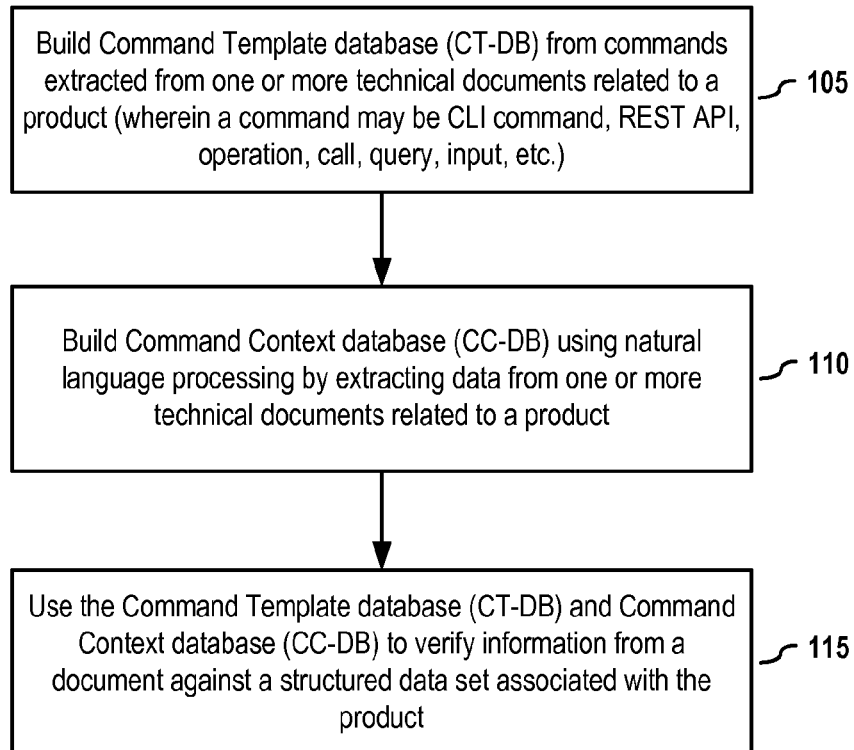 Build Command Template database (CT-DB) from commands
extracted from one or more technical documents related to a
product (wherein a command may be CLI command, REST API,
operation, call, query, input, etc.)
105
Build Command Context database (CC-DB) using natural
language processing by extracting data from one or more
technical documents related to a product
110
Use the Command Template database (CT-DB) and Command
Context database (CC-DB) to verify information from a
document against a structured data set associated with the
product
115